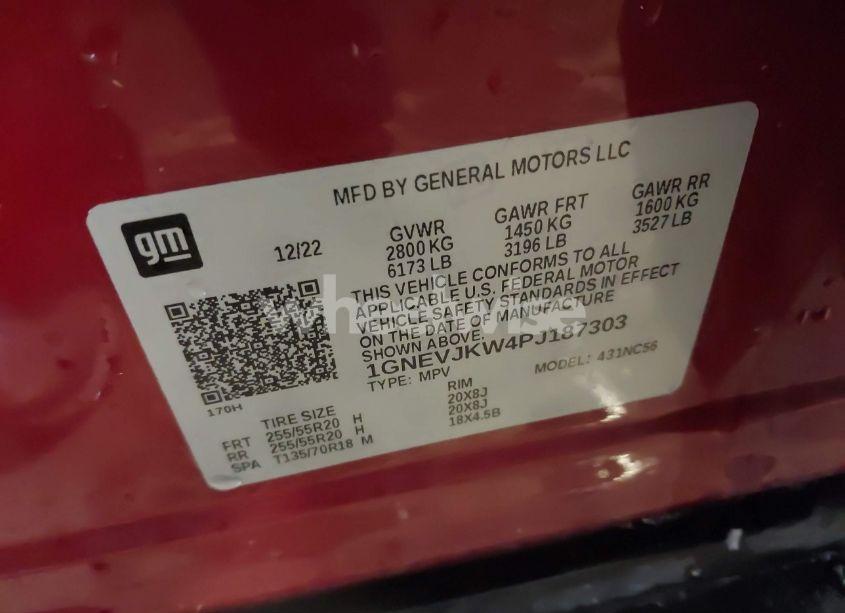 MFD BY GENERAL MOTORS LLC
gm
12/22
GVWR
2800 KG
6173 LB
GAWR FRT
1450 KG
3196 LB
GAWR RR
1600 KG
3527 LB
THIS VEHICLE CONFORMS TO ALL
APPLICABLE U.S. FEDERAL MOTOR
VEHICLE SAFETY STANDARDS IN EFFECT
ON THE DATE OF MANUFACTURE
SHOWN ABOVE.
1GNEVJKW4PJ187303
TYPE: MPV
MODEL: 431NC56
170H
TIRE SIZE
RIM
FRT 255/55R20 H 20X8J
RR 255/55R20 H 20X8J
SPA T135/70R18 M 18X4.5B